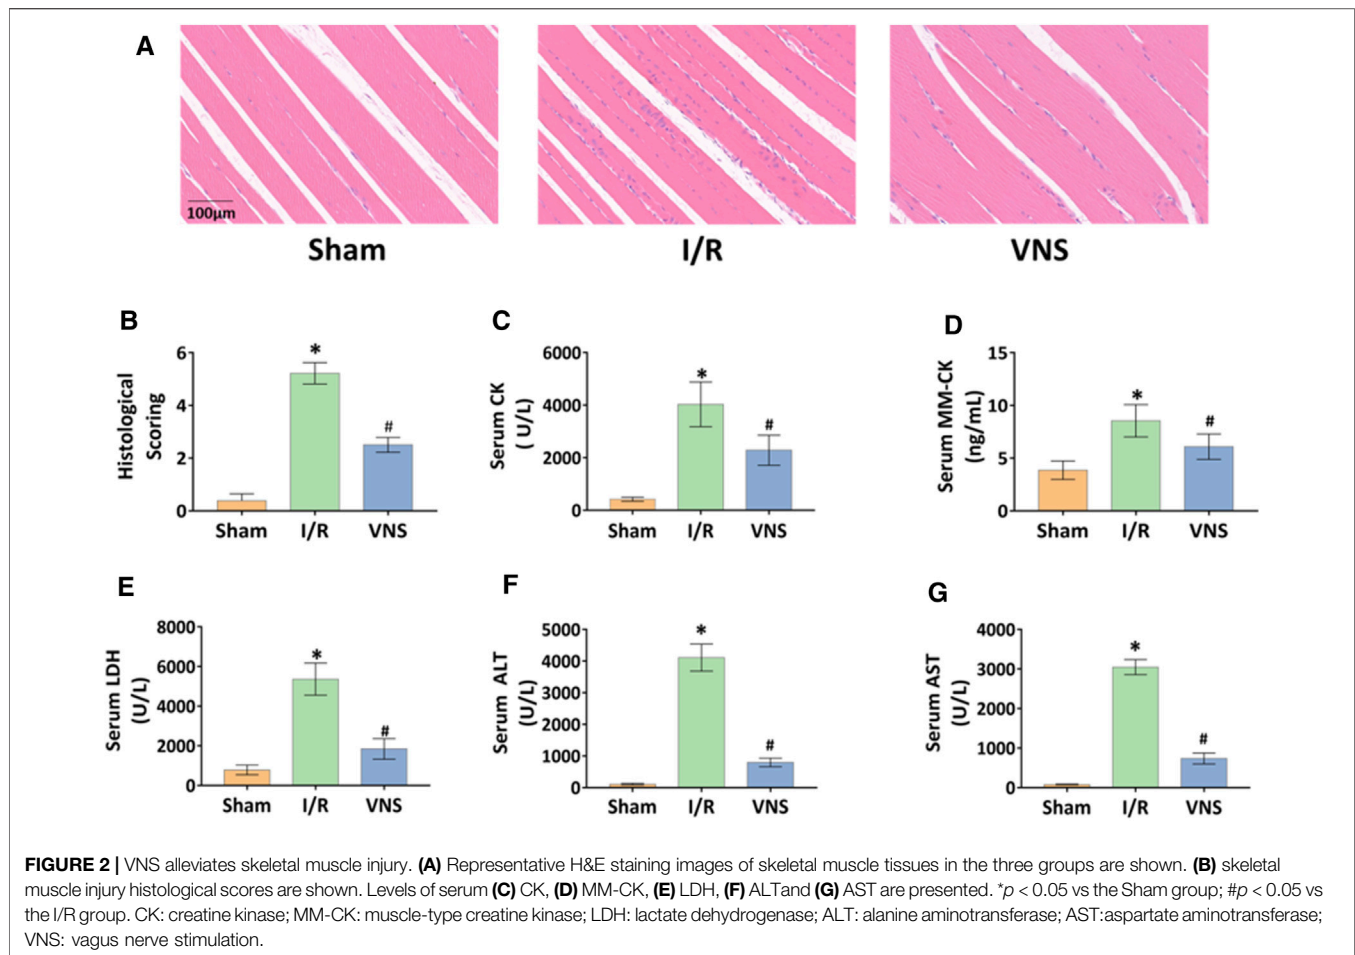 A
100μm
Sham
I/R
VNS
B
Histological
Scoring
6
4
2
0
*
#
Sham
I/R
VNS
C
Serum CK
( U/L)
6000
4000
2000
0
*
#
Sham
I/R
VNS
D
Serum MM-CK
(ng/mL)
15
10
5
0
*
#
Sham
I/R
VNS
E
Serum LDH
(U/L)
8000
6000
4000
2000
0
*
#
Sham
I/R
VNS
F
Serum ALT
(U/L)
5000
4000
3000
2000
1000
0
*
#
Sham
I/R
VNS
G
Serum AST
(U/L)
4000
3000
2000
1000
0
*
#
Sham
I/R
VNS
FIGURE 2 | VNS alleviates skeletal muscle injury. (A) Representative H&E staining images of skeletal muscle tissues in the three groups are shown. (B) skeletal
muscle injury histological scores are shown. Levels of serum (C) CK, (D) MM-CK, (E) LDH, (F) ALTand (G) AST are presented. *p < 0.05 vs the Sham group; #p < 0.05 vs
the I/R group. CK: creatine kinase; MM-CK: muscle-type creatine kinase; LDH: lactate dehydrogenase; ALT: alanine aminotransferase; AST:aspartate aminotransferase;
VNS: vagus nerve stimulation.